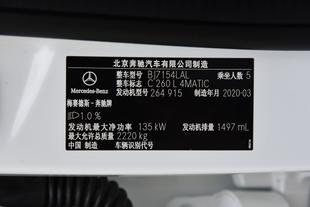 北京奔驰汽车有限公司制造
整车型号 BJ7154LAL 乘坐人数 5
整车标志 C 260 L 4MATIC
发动机型号 264 915 制造年月 2020-03
Mercedes-Benz
梅赛德斯-奔驰牌
1.0 %
发动机最大净功率 135 kW 发动机排量 1497 mL
最大允许总质量 2220 kg
中国 制造 车辆识别代号